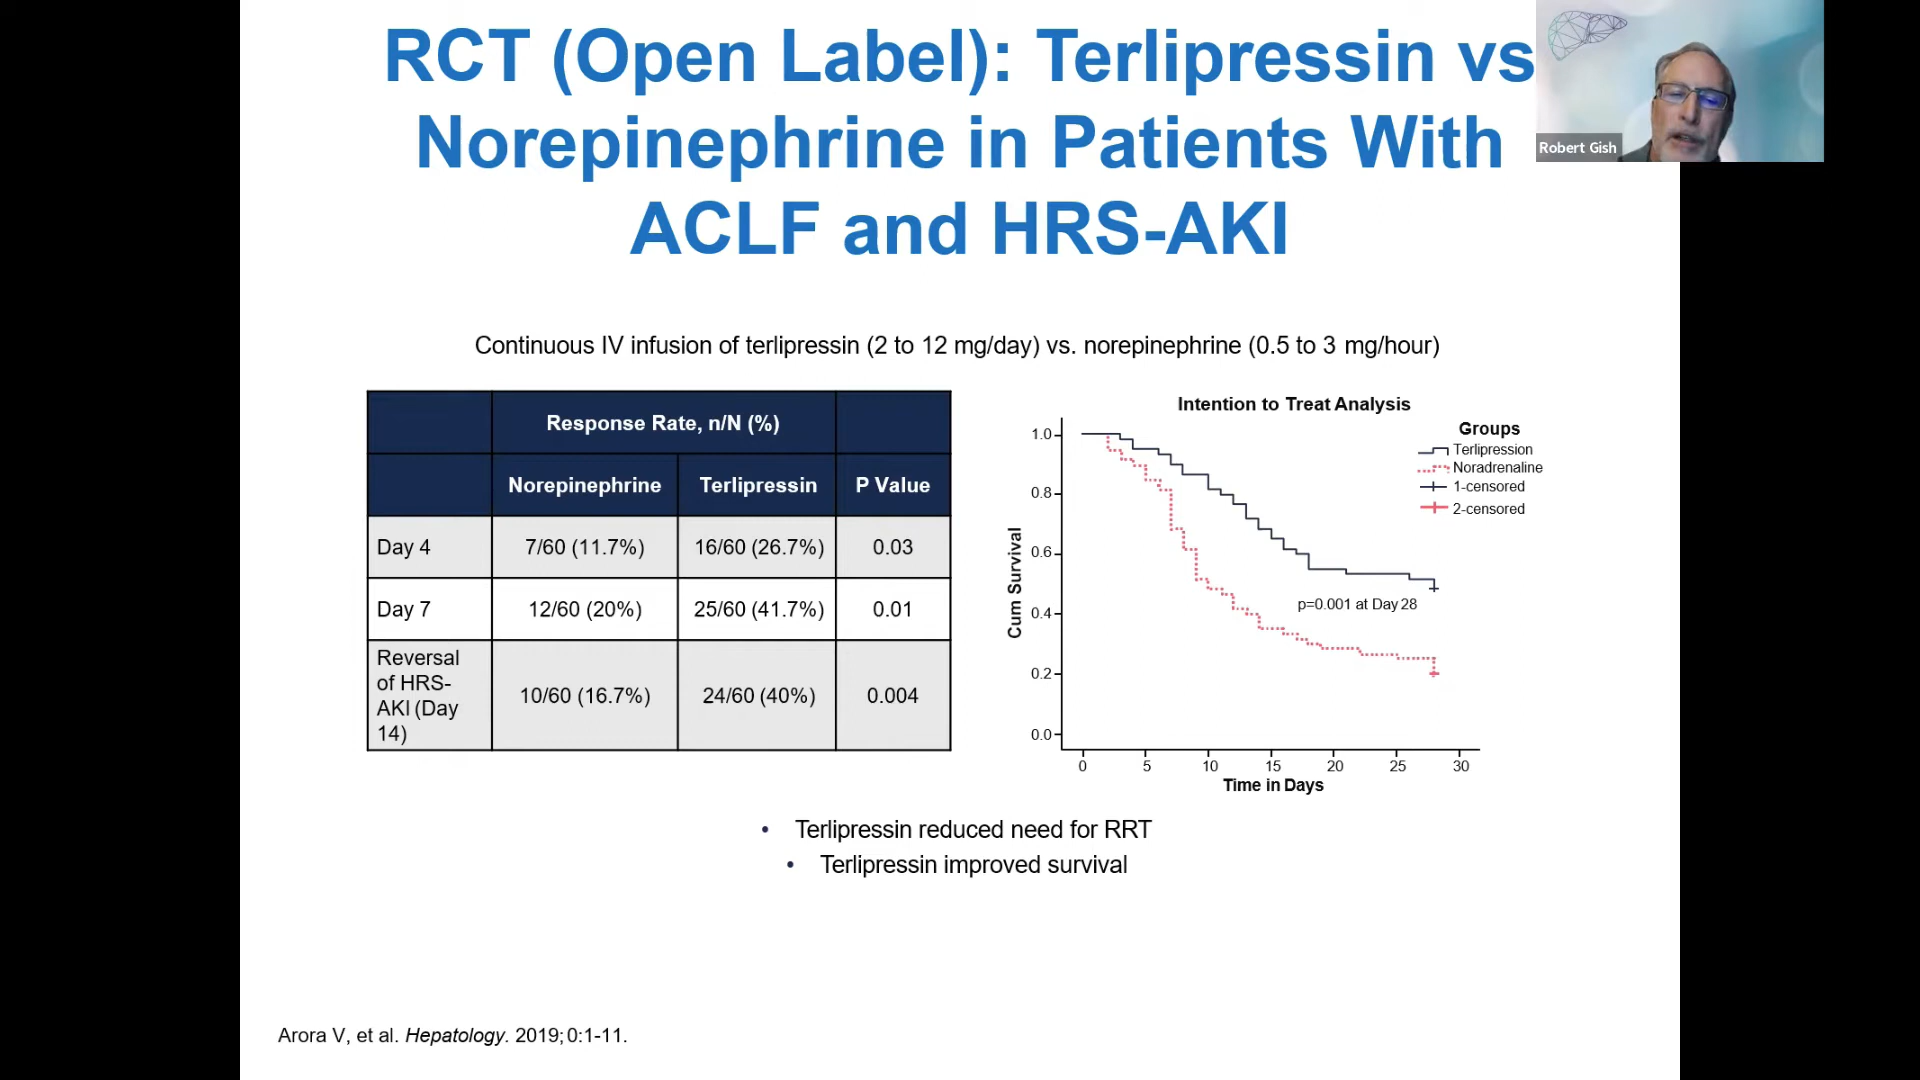 RCT (Open Label): Terlipressin vs
Norepinephrine in Patients With
ACLF and HRS-AKI
Robert Gish
Continuous IV infusion of terlipressin (2 to 12 mg/day) vs. norepinephrine (0.5 to 3 mg/hour)
Response Rate, n/N (%)
Norepinephrine Terlipressin P Value
Day 4 7/60 (11.7%) 16/60 (26.7%) 0.03
Day 7 12/60 (20%) 25/60 (41.7%) 0.01
Reversal
of HRS-
AKI (Day
14)
10/60 (16.7%) 24/60 (40%) 0.004
Intention to Treat Analysis
Groups
Terlipression
Noradrenaline
1-censored
2-censored
Cum Survival
1.0
0.8
0.6
0.4
0.2
0.0
p=0.001 at Day 28
0 5 10 15 20 25 30
Time in Days
• Terlipressin reduced need for RRT
• Terlipressin improved survival
Arora V, et al. Hepatology. 2019; 0:1-11.